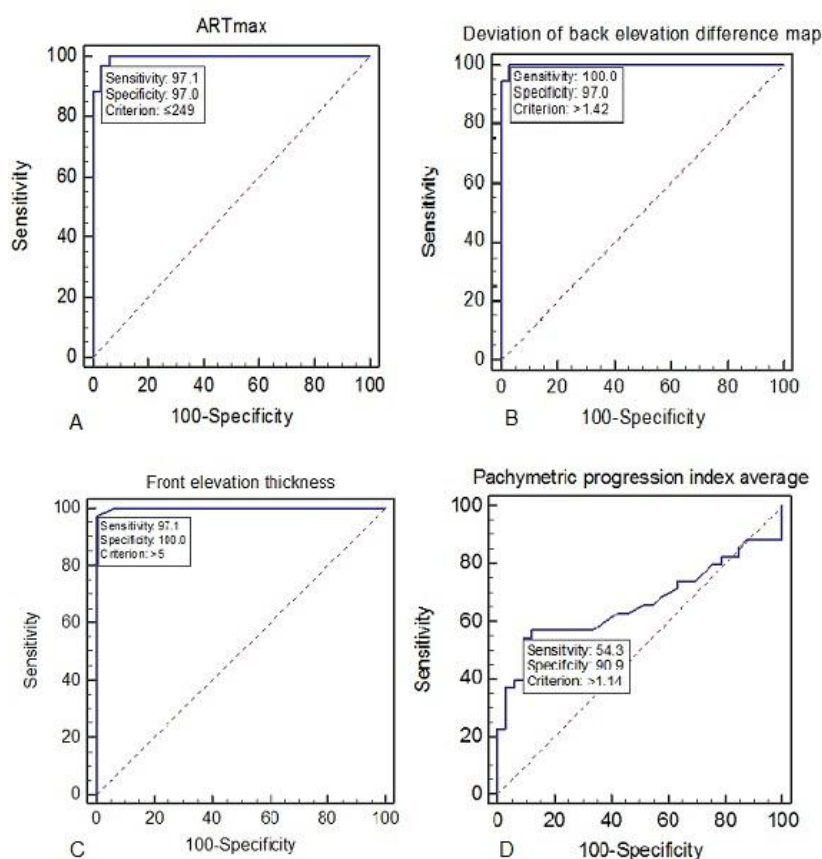 ARTmax
100
80
60
40
20
0
Sensitivity
Sensitivity: 97.1
Specificity: 97.0
Criterion: ≤249
0 20 40 60 80 100
100-Specificity
A
Deviation of back elevation difference map
100
80
60
40
20
0
Sensitivity
Sensitivity: 100.0
Specificity: 97.0
Criterion: >1.42
0 20 40 60 80 100
100-Specificity
B
Front elevation thickness
100
80
60
40
20
0
Sensitivity
Sensitivity: 97.1
Specificity: 100.0
Criterion: >5
0 20 40 60 80 100
100-Specificity
C
Pachymetric progression index average
100
80
60
40
20
0
Sensitivity
Sensitivity: 54.3
Specificity: 90.9
Criterion: >1.14
0 20 40 60 80 100
100-Specificity
D